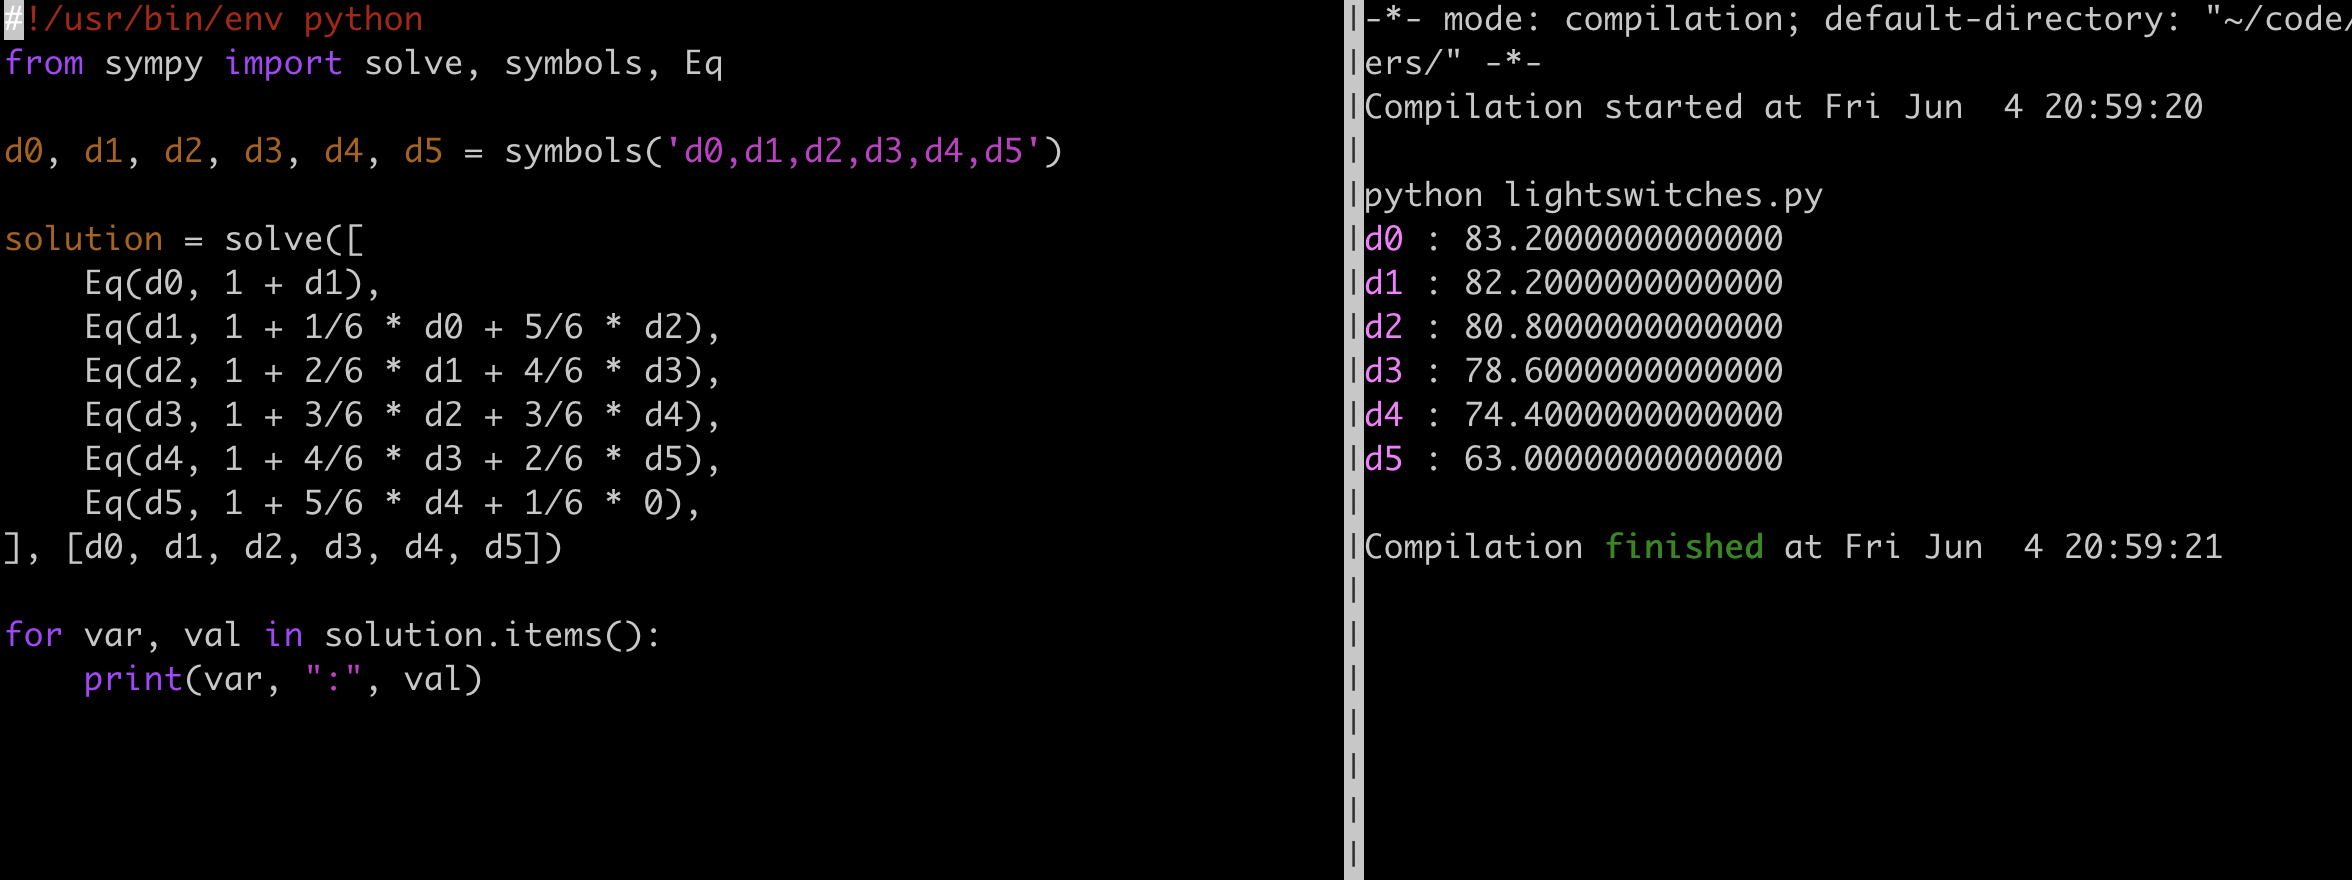 #!/usr/bin/env python
from sympy import solve, symbols, Eq

d0, d1, d2, d3, d4, d5 = symbols('d0,d1,d2,d3,d4,d5')

solution = solve([
    Eq(d0, 1 + d1),
    Eq(d1, 1 + 1/6 * d0 + 5/6 * d2),
    Eq(d2, 1 + 2/6 * d1 + 4/6 * d3),
    Eq(d3, 1 + 3/6 * d2 + 3/6 * d4),
    Eq(d4, 1 + 4/6 * d3 + 2/6 * d5),
    Eq(d5, 1 + 5/6 * d4 + 1/6 * 0),
], [d0, d1, d2, d3, d4, d5])

for var, val in solution.items():
    print(var, ":", val)

-*- mode: compilation; default-directory: "~/code/
ers/" -*-
Compilation started at Fri Jun  4 20:59:20

python lightswitches.py
d0 : 83.2000000000000
d1 : 82.2000000000000
d2 : 80.8000000000000
d3 : 78.6000000000000
d4 : 74.4000000000000
d5 : 63.0000000000000

Compilation finished at Fri Jun  4 20:59:21